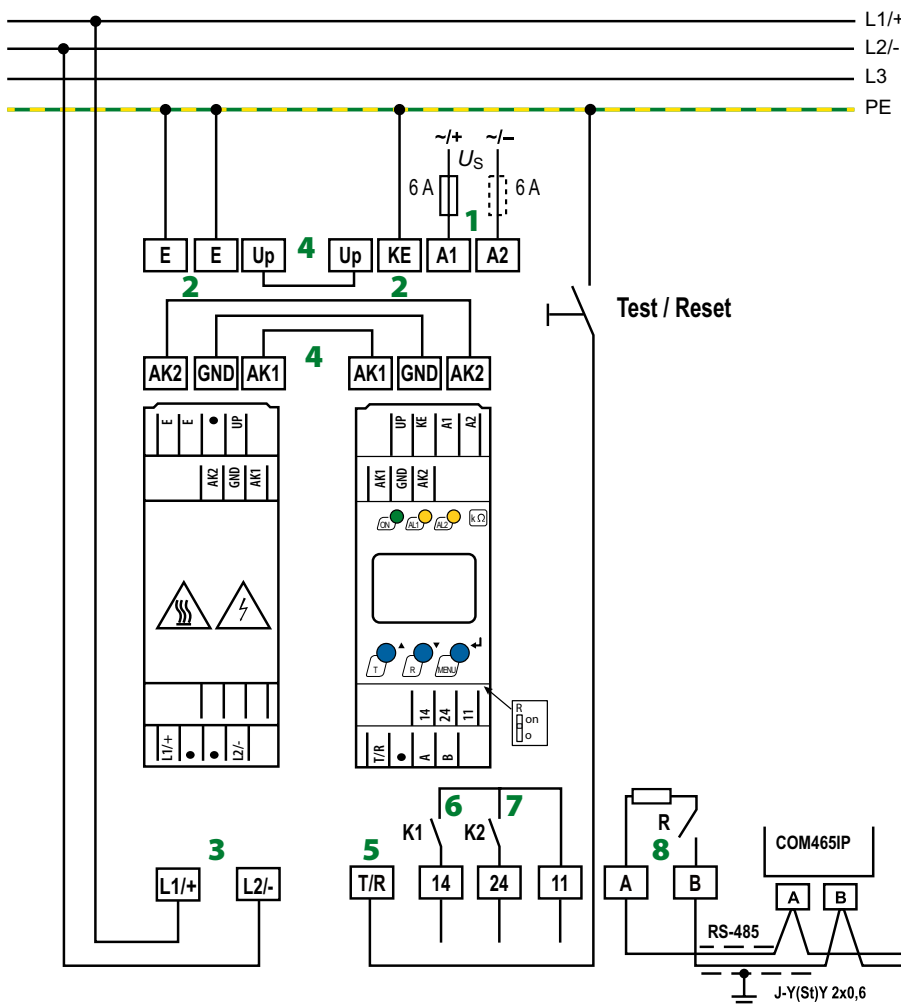 L1/+
L2/-
L3
PE
~/+ ~/–
US
6 A 6 A
1
E E Up 4 Up KE A1 A2
2 2
Test / Reset
4
AK2 GND AK1 AK1 GND AK2
E E UP UP KE A1 A2
AK2 GND AK1 AK1 GND AK2
ON AL1 AL2 kΩ
T R MENU
R
on
o
14 24 11
L1/+ L2/- T/R A B
6 7
K1 K2 R
3 5 8
COM465IP
L1/+ L2/- T/R 14 24 11 A B
A B
RS-485
J-Y(St)Y 2x0,6